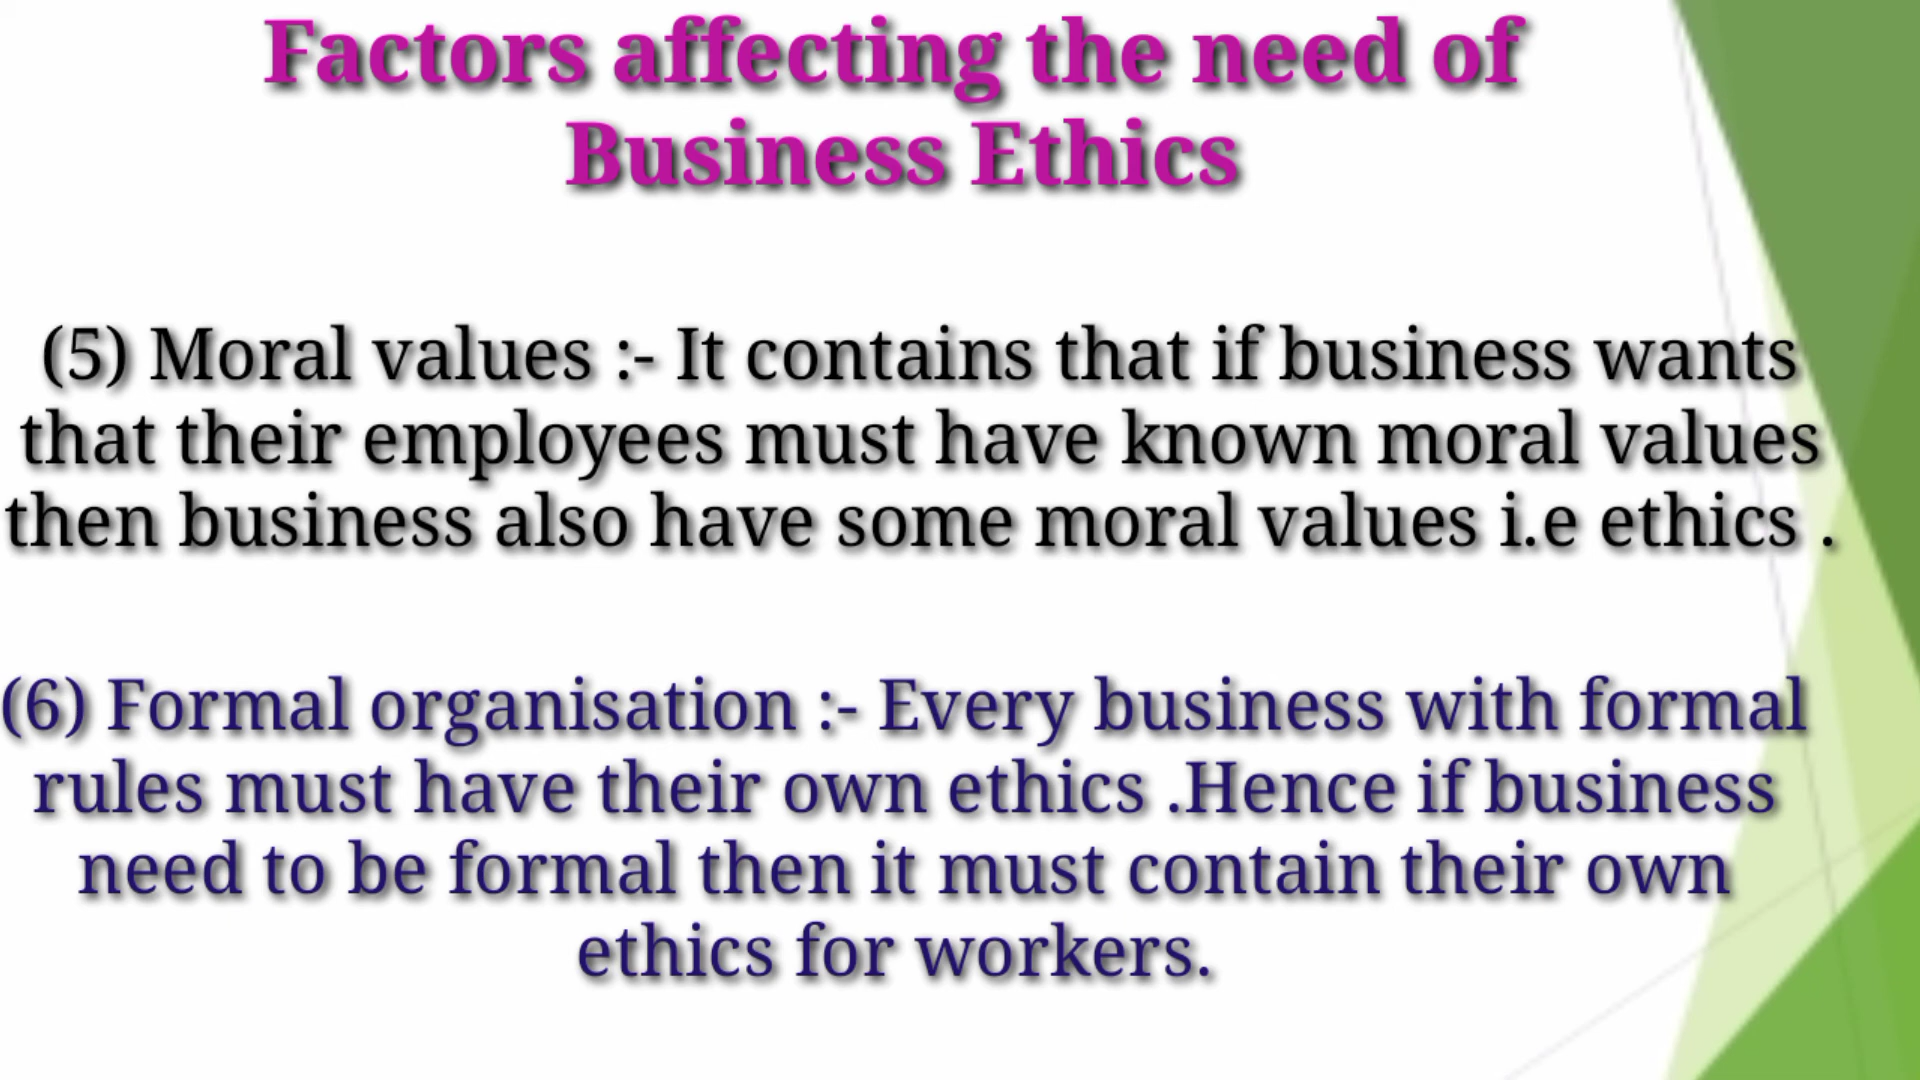 Factors affecting the need of
Business Ethics
(5) Moral values :- It contains that if business wants
that their employees must have known moral values
then business also have some moral values i.e ethics .
(6) Formal organisation :- Every business with formal
rules must have their own ethics .Hence if business
need to be formal then it must contain their own
ethics for workers.